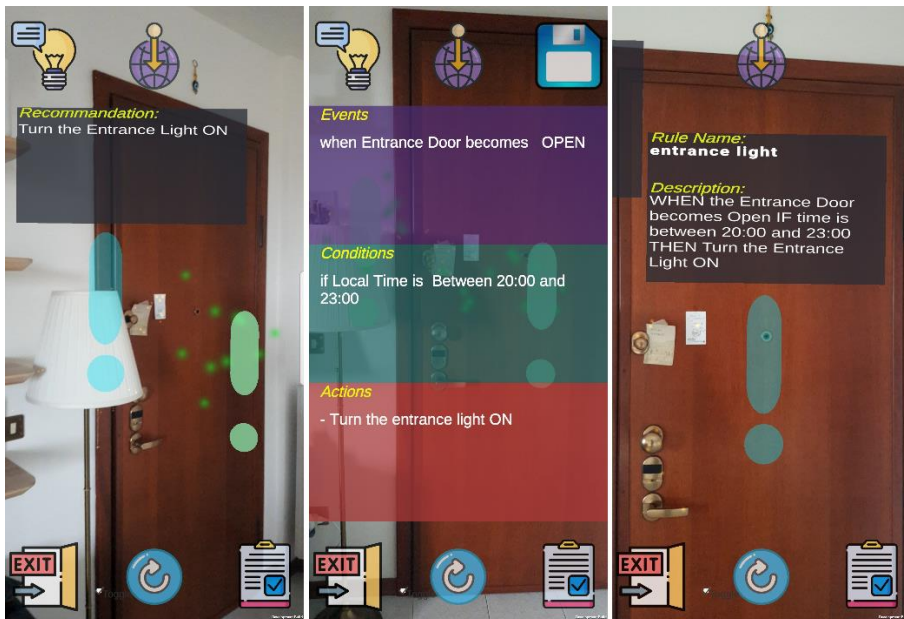 Recommandation:
Turn the Entrance Light ON
EXIT
Events
when Entrance Door becomes OPEN
Conditions
if Local Time is Between 20:00 and
23:00
Actions
- Turn the entrance light ON
EXIT
Rule Name:
entrance light
Description:
WHEN the Entrance Door
becomes Open IF time is
between 20:00 and 23:00
THEN Turn the Entrance
Light ON
EXIT